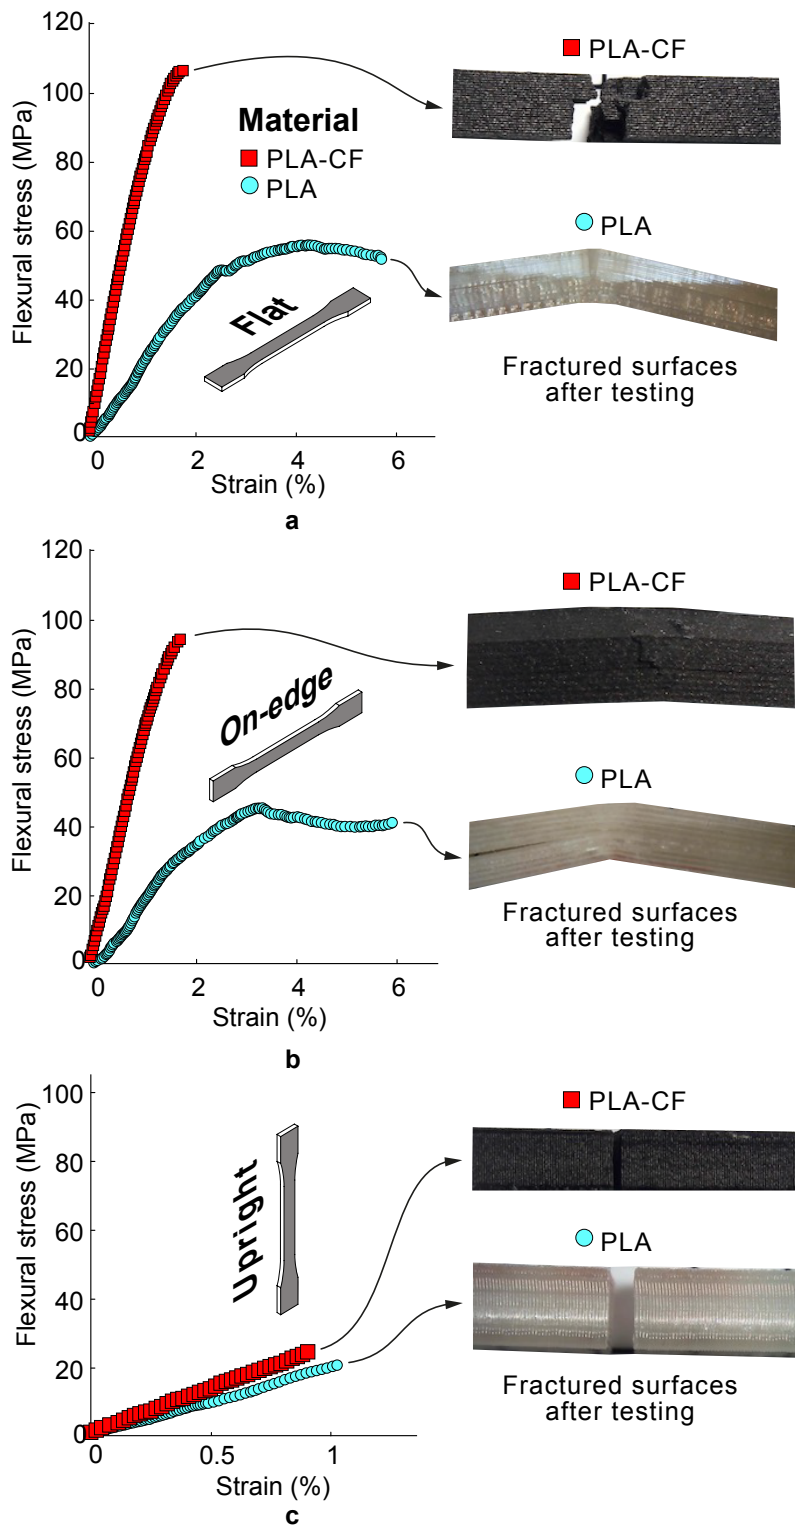 120
100
80
60
40
20
0
Flexural stress (MPa)
Material
PLA-CF
PLA
Flat
0 2 4 6
Strain (%)
a
PLA-CF
PLA
Fractured surfaces
after testing
120
100
80
60
40
20
0
Flexural stress (MPa)
On-edge
0 2 4 6
Strain (%)
b
PLA-CF
PLA
Fractured surfaces
after testing
100
80
60
40
20
0
Flexural stress (MPa)
Upright
0 0.5 1
Strain (%)
c
PLA-CF
PLA
Fractured surfaces
after testing